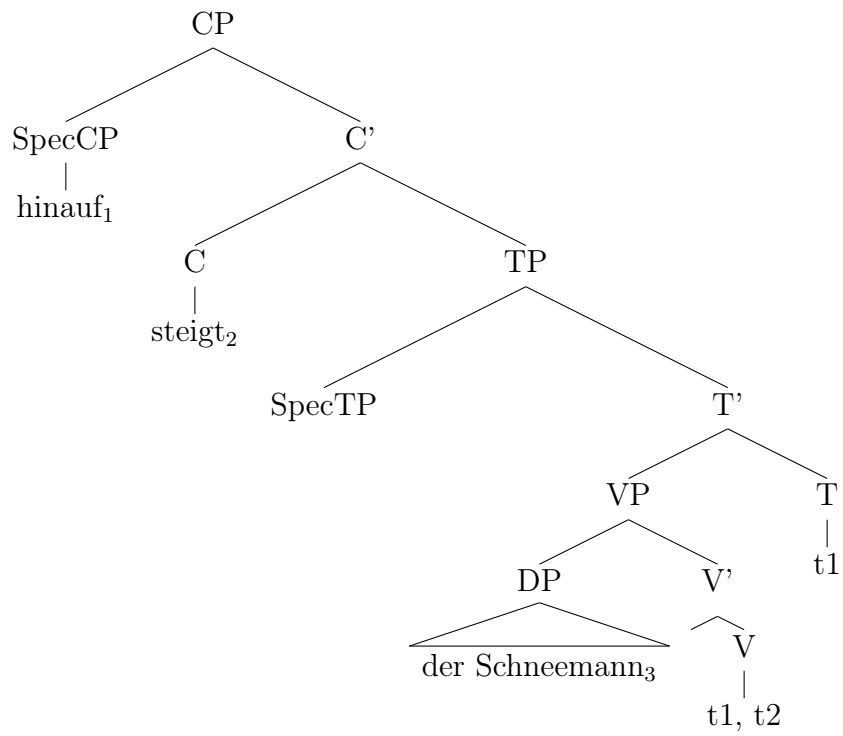 CP
SpecCP C’
hinauf₁
C TP
steigt₂
SpecTP T’
VP T
t1
DP V’
V
der Schneemann₃
t1, t2